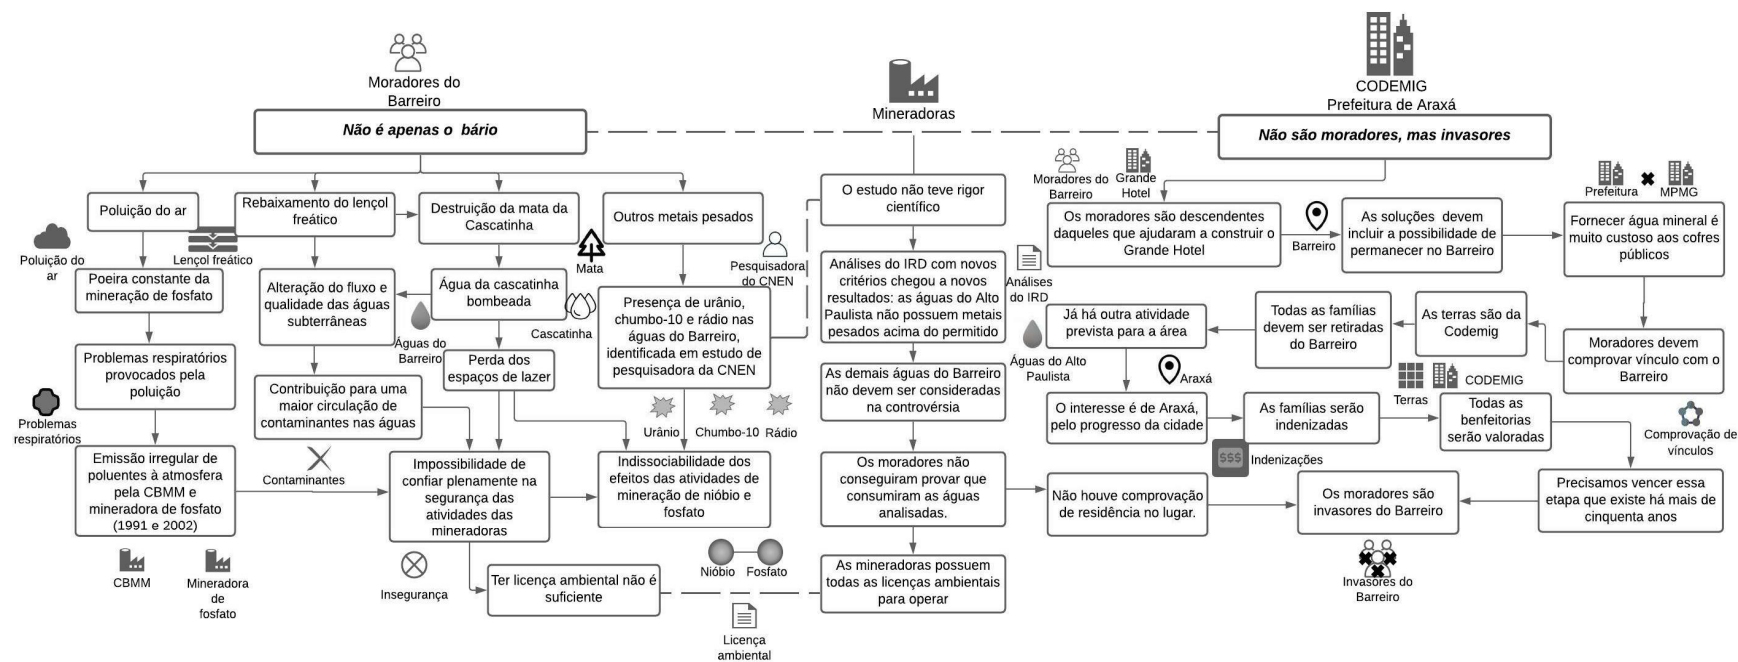 Moradores do
Barreiro
Não é apenas o bário
Mineradoras
CODEMIG
Prefeitura de Araxá
Não são moradores, mas invasores
Poluição do ar
Rebaixamento do lençol
freático
Destruição da mata da
Cascatinha
Outros metais pesados
Poluição do
ar
Lençol freático
Mata
Pesquisadora
do CNEN
Poeira constante da
mineração de fosfato
Alteração do fluxo e
qualidade das águas
subterrâneas
Água da cascatinha
bombeada
Cascatinha
Águas do
Barreiro
Presença de urânio,
chumbo-10 e rádio nas
águas do Barreiro,
identificada em estudo de
pesquisadora da CNEN
Problemas respiratórios
provocados pela
poluição
Perda dos
espaços de lazer
Contribuição para uma
maior circulação de
contaminantes nas águas
Problemas
respiratórios
Urânio
Chumbo-10
Rádio
Emissão irregular de
poluentes à atmosfera
pela CBMM e
mineradora de fosfato
(1991 e 2002)
Contaminantes
Impossibilidade de
confiar plenamente na
segurança das
atividades das
mineradoras
Indissociabilidade dos
efeitos das atividades de
mineração de nióbio e
fosfato
CBMM
Mineradora
de
fosfato
Insegurança
Nióbio
Fosfato
Ter licença ambiental não é
suficiente
Licença
ambiental
O estudo não teve rigor
científico
Análises do IRD com novos
critérios chegou a novos
resultados: as águas do Alto
Paulista não possuem metais
pesados acima do permitido
Análises
do IRD
As demais águas do Barreiro
não devem ser consideradas
na controvérsia
Os moradores não
conseguiram provar que
consumiram as águas
analisadas.
As mineradoras possuem
todas as licenças ambientais
para operar
Moradores do
Barreiro
Grande
Hotel
Os moradores são descendentes
daqueles que ajudaram a construir o
Grande Hotel
Barreiro
As soluções devem
incluir a possibilidade de
permanecer no Barreiro
Prefeitura
MPMG
Fornecer água mineral é
muito custoso aos cofres
públicos
Já há outra atividade
prevista para a área
Todas as famílias
devem ser retiradas
do Barreiro
As terras são da
Codemig
Moradores devem
comprovar vínculo com o
Barreiro
Águas do Alto
Paulista
Araxá
Terras
CODEMIG
O interesse é de Araxá,
pelo progresso da cidade
As famílias serão
indenizadas
Todas as
benfeitorias
serão valoradas
Comprovação de
vínculos
$$$
Indenizações
Não houve comprovação
de residência no lugar.
Os moradores são
invasores do Barreiro
Precisamos vencer essa
etapa que existe há mais de
cinquenta anos
Invasores do
Barreiro